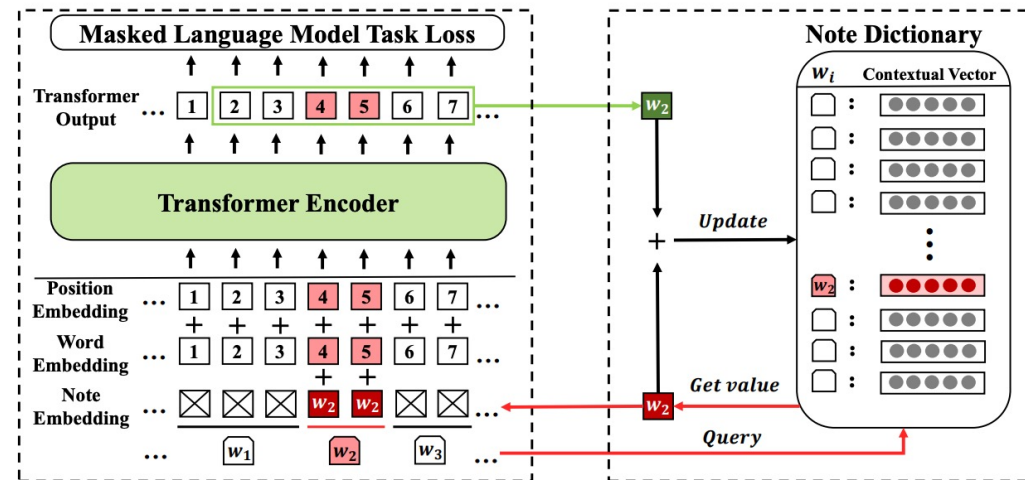 Masked Language Model Task Loss
Transformer Output ... 1 2 3 4 5 6 7 ...
Transformer Encoder
Position Embedding ... 1 2 3 4 5 6 7 ...
+ + + + + + +
Word Embedding ... 1 2 3 4 5 6 7 ...
+ +
Note Embedding ... w2 w2 ...
... w1 w2 w3 ...
w2
+
Update
w2
Get value
Query
Note Dictionary
wi Contextual Vector
:
:
:
:
⋮
w2 :
:
:
: